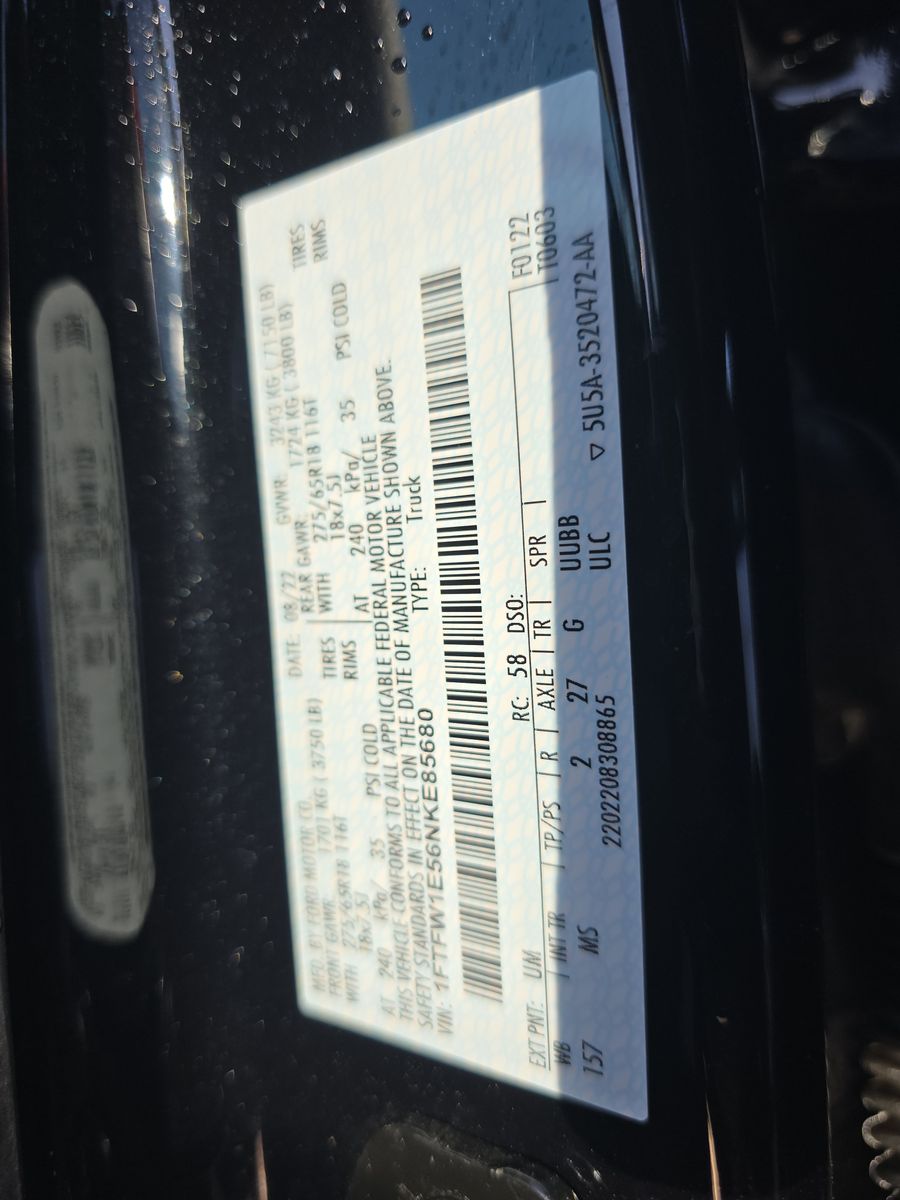 MFD. BY FORD MOTOR CO. DATE: 08/22 GVWR: 3243 KG (7150 LB)
FRONT GAWR: 1701 KG (3750 LB) REAR GAWR: 1724 KG (3800 LB)
WITH 275/65R18 116T TIRES WITH 275/65R18 116T TIRES
18x7.5J RIMS 18x7.5J RIMS
AT 240 kPa/ 35 PSI COLD AT 240 kPa/ 35 PSI COLD
THIS VEHICLE CONFORMS TO ALL APPLICABLE FEDERAL MOTOR VEHICLE
SAFETY STANDARDS IN EFFECT ON THE DATE OF MANUFACTURE SHOWN ABOVE.
VIN: 1FTFW1E56NKE85680 TYPE: Truck
F0122
T0603
EXT PNT: UM RC: 58 DSO:
WB | INT TR | TP/PS | R | AXLE | TR | SPR |
157 MS 2 27 G UUBB
2202208308865 ULC
▽ 5U5A-3520472-AA